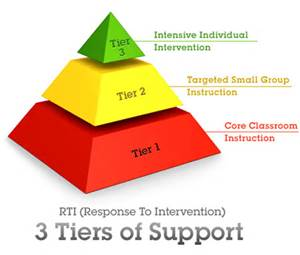 Tier
3
Intensive Individual
Intervention
Tier 2
Targeted Small Group
Instruction
Tier 1
Core Classroom
Instruction
RTI (Response To Intervention)
3 Tiers of Support